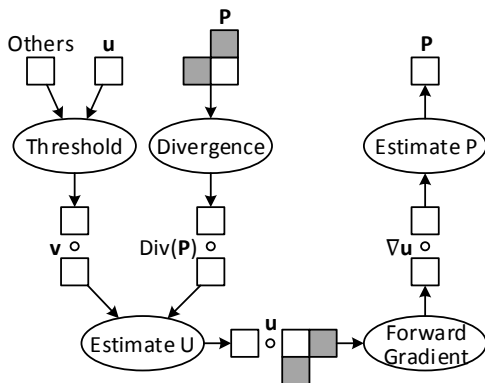 P
Others
u
P
Threshold
Divergence
Estimate P
v
Div(P)
∇u
u
Estimate U
Forward
Gradient